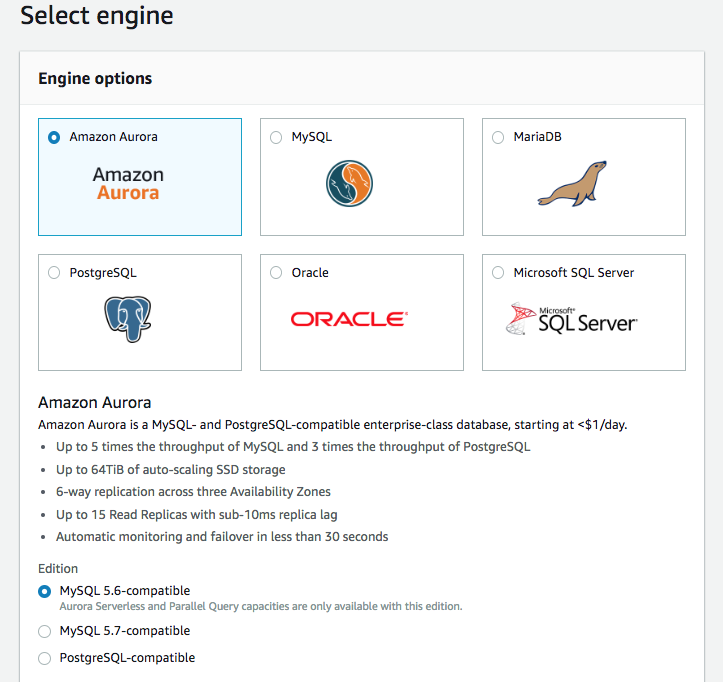 Select engine
Engine options
Amazon Aurora
Amazon
Aurora
MySQL
MariaDB
PostgreSQL
Oracle
ORACLE
Microsoft SQL Server
Microsoft
SQL Server
Amazon Aurora
Amazon Aurora is a MySQL- and PostgreSQL-compatible enterprise-class database, starting at <$1/day.
• Up to 5 times the throughput of MySQL and 3 times the throughput of PostgreSQL
• Up to 64TiB of auto-scaling SSD storage
• 6-way replication across three Availability Zones
• Up to 15 Read Replicas with sub-10ms replica lag
• Automatic monitoring and failover in less than 30 seconds
Edition
MySQL 5.6-compatible
Aurora Serverless and Parallel Query capacities are only available with this edition.
MySQL 5.7-compatible
PostgreSQL-compatible